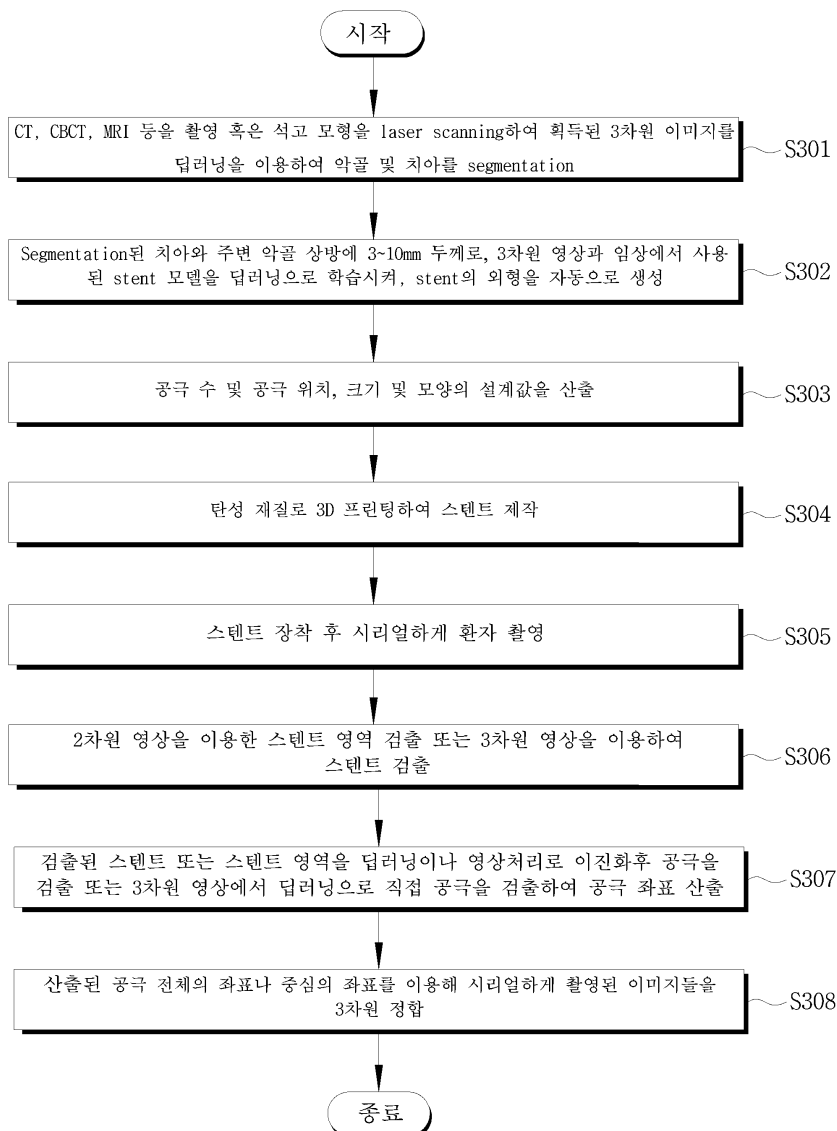 시작
CT, CBCT, MRI 등을 촬영 혹은 석고 모형을 laser scanning하여 획득된 3차원 이미지를
딥러닝을 이용하여 악골 및 치아를 segmentation
S301
Segmentation된 치아와 주변 악골 상방에 3~10mm 두께로, 3차원 영상과 임상에서 사용
된 stent 모델을 딥러닝으로 학습시켜, stent의 외형을 자동으로 생성
S302
공극 수 및 공극 위치, 크기 및 모양의 설계값을 산출
S303
탄성 재질로 3D 프린팅하여 스텐트 제작
S304
스텐트 장착 후 시리얼하게 환자 촬영
S305
2차원 영상을 이용한 스텐트 영역 검출 또는 3차원 영상을 이용하여
스텐트 검출
S306
검출된 스텐트 또는 스텐트 영역을 딥러닝이나 영상처리로 이진화후 공극을
검출 또는 3차원 영상에서 딥러닝으로 직접 공극을 검출하여 공극 좌표 산출
S307
산출된 공극 전체의 좌표나 중심의 좌표를 이용해 시리얼하게 촬영된 이미지들을
3차원 정합
S308
종료